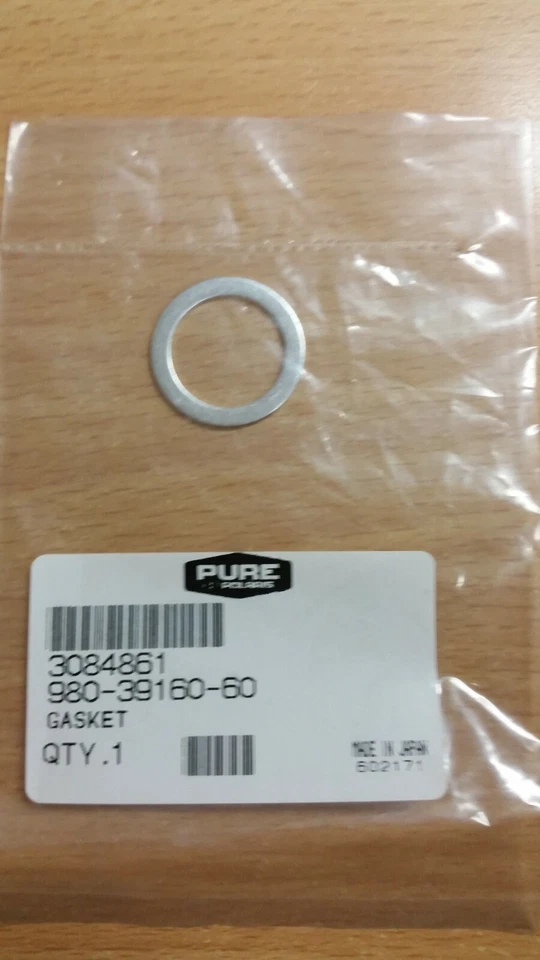 PURE
POLARIS
3084861
980-39160-60
GASKET
QTY.1
MADE IN JAPAN
602171